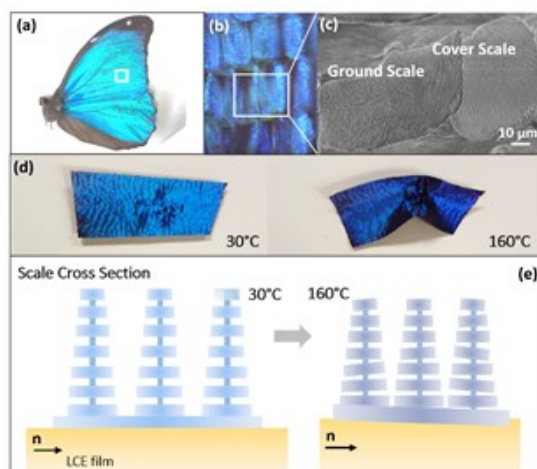 (a)
(b)
(c)
Cover Scale
Ground Scale
10 μm
(d)
30°C
160°C
Scale Cross Section
(e)
30°C
160°C
n
LCE film
n